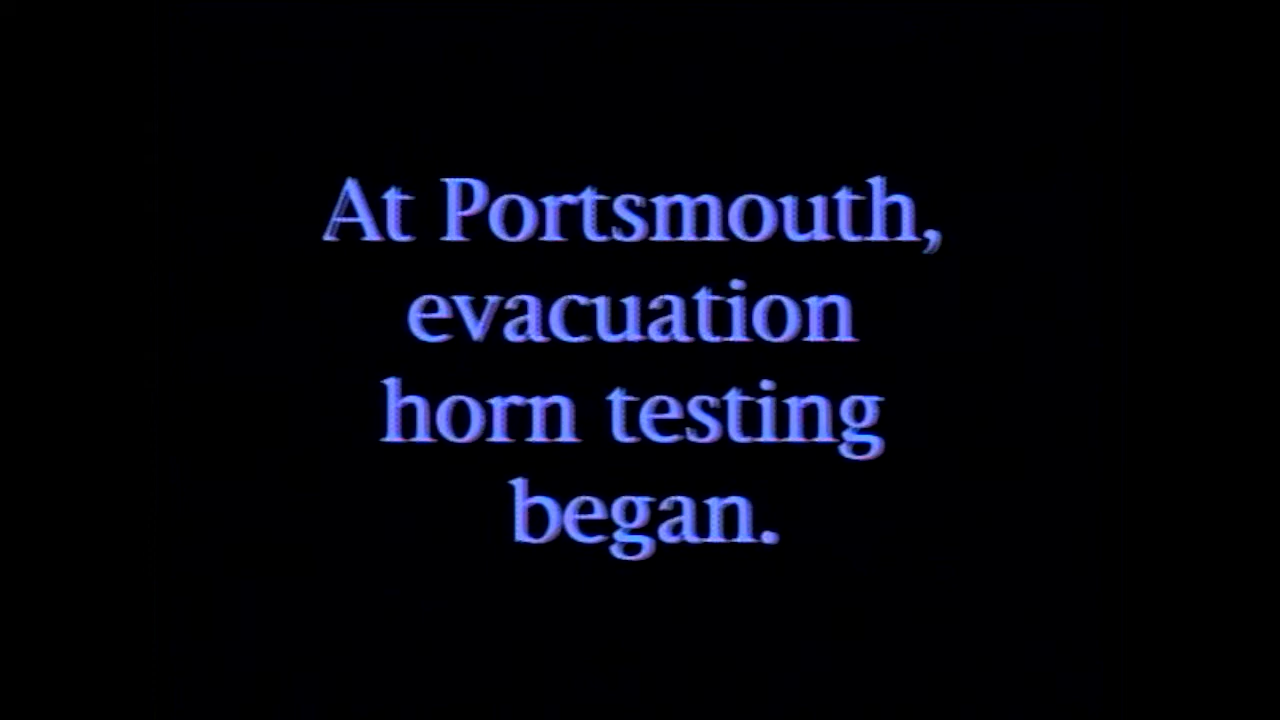 At Portsmouth,
evacuation
horn testing
began.